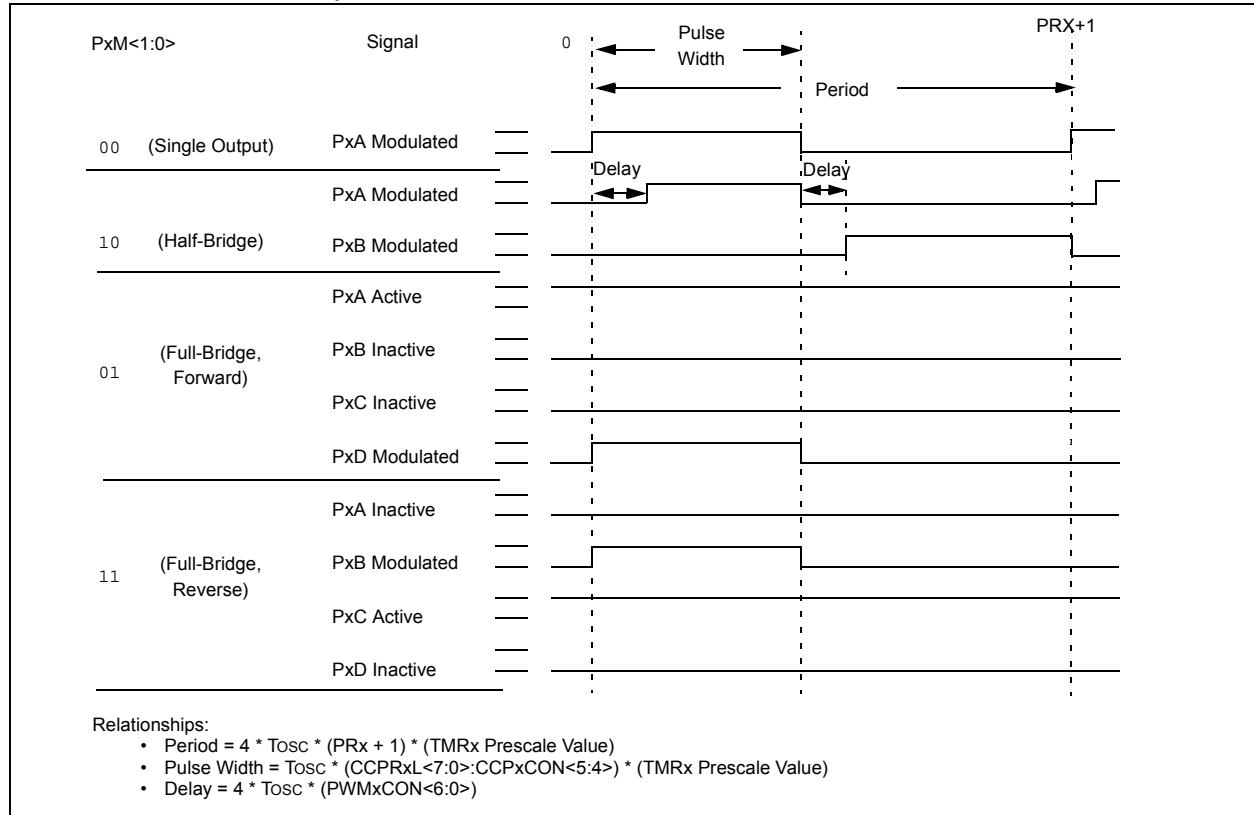 PxM<1:0> Signal 0 Pulse Width PRX+1
Period
00 (Single Output) PxA Modulated
Delay Delay
PxA Modulated
10 (Half-Bridge) PxB Modulated
PxA Active
(Full-Bridge, PxB Inactive
01 Forward)
PxC Inactive
PxD Modulated
PxA Inactive
11 (Full-Bridge, PxB Modulated
Reverse)
PxC Active
PxD Inactive
Relationships:
• Period = 4 * TOSC * (PRx + 1) * (TMRx Prescale Value)
• Pulse Width = TOSC * (CCPRxL<7:0>:CCPxCON<5:4>) * (TMRx Prescale Value)
• Delay = 4 * TOSC * (PWMxCON<6:0>)